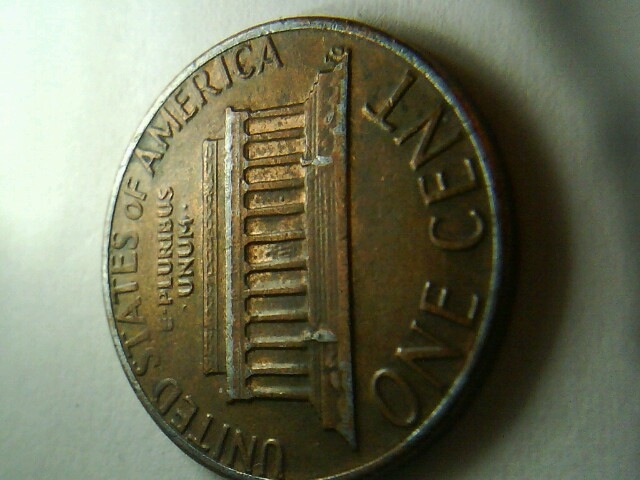 UNITED STATES OF AMERICA
E·PLURIBUS
·UNUM·
ONE CENT